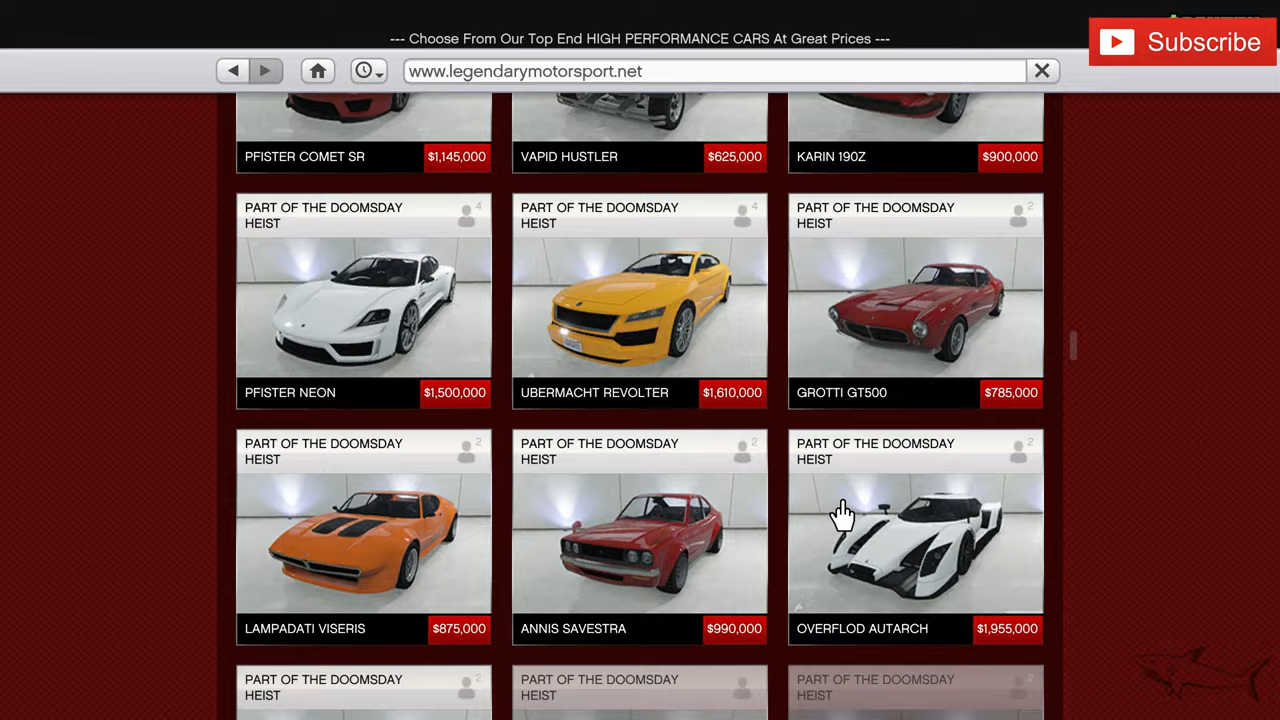 --- Choose From Our Top End HIGH PERFORMANCE CARS At Great Prices ---
Subscribe
www.legendarymotorsport.net
PFISTER COMET SR
$1,145,000
VAPID HUSTLER
$625,000
KARIN 190Z
$900,000
PART OF THE DOOMSDAY
HEIST
4
PART OF THE DOOMSDAY
HEIST
4
PART OF THE DOOMSDAY
HEIST
2
PFISTER NEON
$1,500,000
UBERMACHT REVOLTER
$1,610,000
GROTTI GT500
$785,000
PART OF THE DOOMSDAY
HEIST
2
PART OF THE DOOMSDAY
HEIST
2
PART OF THE DOOMSDAY
HEIST
2
LAMPADATI VISERIS
$875,000
ANNIS SAVESTRA
$990,000
OVERFLOD AUTARCH
$1,955,000
PART OF THE DOOMSDAY
HEIST
2
PART OF THE DOOMSDAY
HEIST
PART OF THE DOOMSDAY
HEIST
2